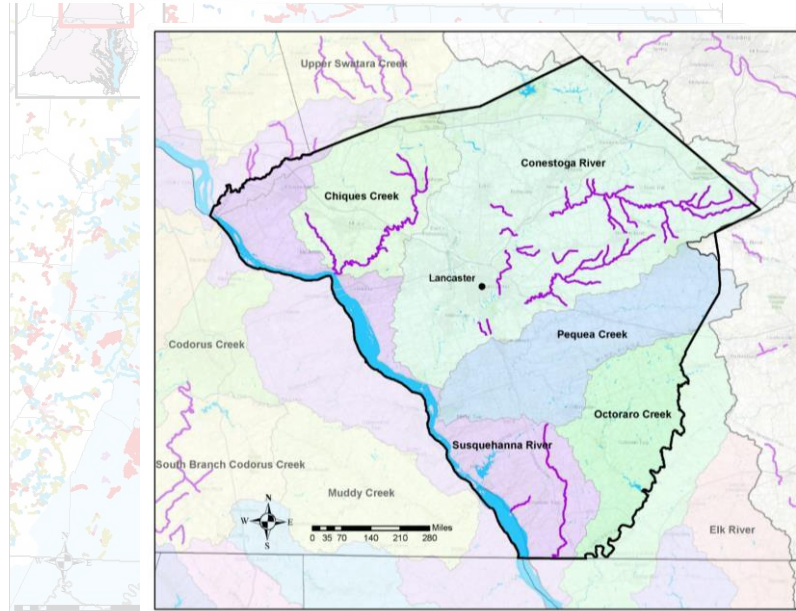 Upper Swatara Creek
Conestoga River
Chiques Creek
Lancaster
Pequea Creek
Codorus Creek
Octoraro Creek
Susquehanna River
South Branch Codorus Creek
Muddy Creek
Elk River
N
W E
S
Miles
0 35 70 140 210 280